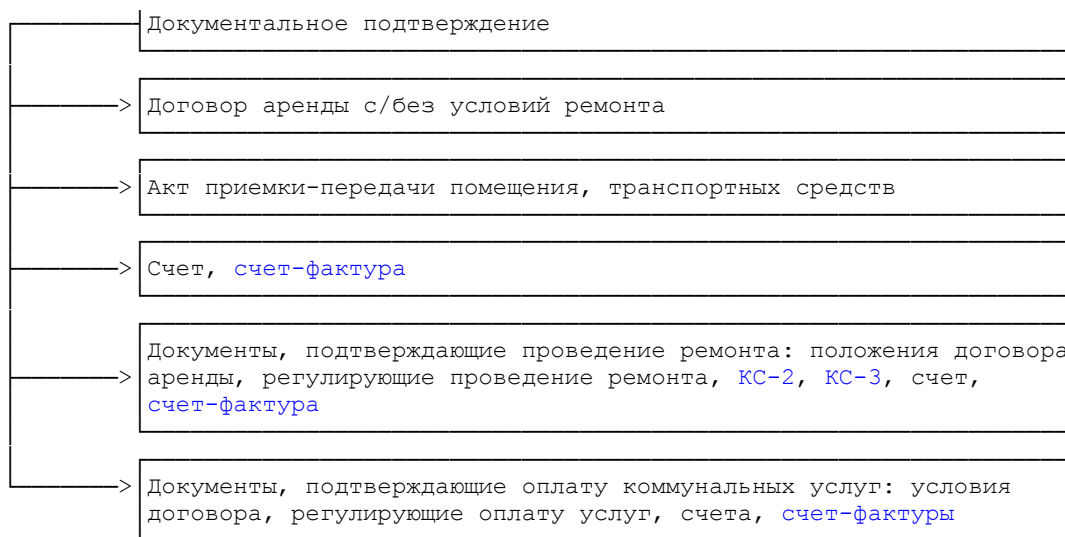 Документальное подтверждение
Договор аренды с/без условий ремонта
Акт приемки-передачи помещения, транспортных средств
Счет, счет-фактура
Документы, подтверждающие проведение ремонта: положения договора
аренды, регулирующие проведение ремонта, КС-2, КС-3, счет,
счет-фактура
Документы, подтверждающие оплату коммунальных услуг: условия
договора, регулирующие оплату услуг, счета, счет-фактуры